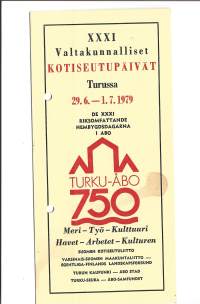 XXXI
Valtakunnalliset
KOTISEUTUPÄIVÄT
Turussa
29.6.—1.7.1979
DE XXXI
RIKSOMFATTANDE
HEMBYGDSDAGARNA
I ÅBO
TURKU-ÅBO
750
Meri – Työ – Kulttuuri
Havet – Arbetet – Kulturen
SUOMEN KOTISEUTULIITTO
VARSINAIS-SUOMEN MAAKUNTALIITTO —
EGENTLIGA-FINLANDS LANDSKAPSFÖRBUND
TURUN KAUPUNKI — ÅBO STAD
TURKU-SEURA — ÅBO-SAMFUNDET